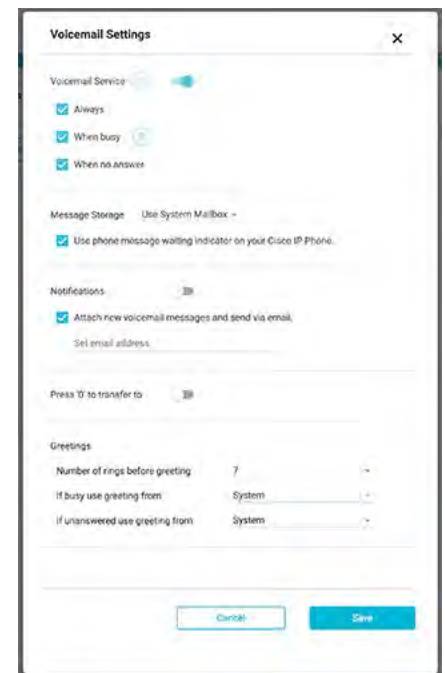 Voicemail Settings
Voicemail Service
Always
When busy
When no answer
Message Storage Use System Mailbox
Use phone message waiting indicator on your Cisco IP Phone.
Notifications
Attach new voicemail messages and send via email.
Set email address
Press '0' to transfer to
Greetings
Number of rings before greeting 7
If busy use greeting from System
If unanswered use greeting from System
Cancel Save